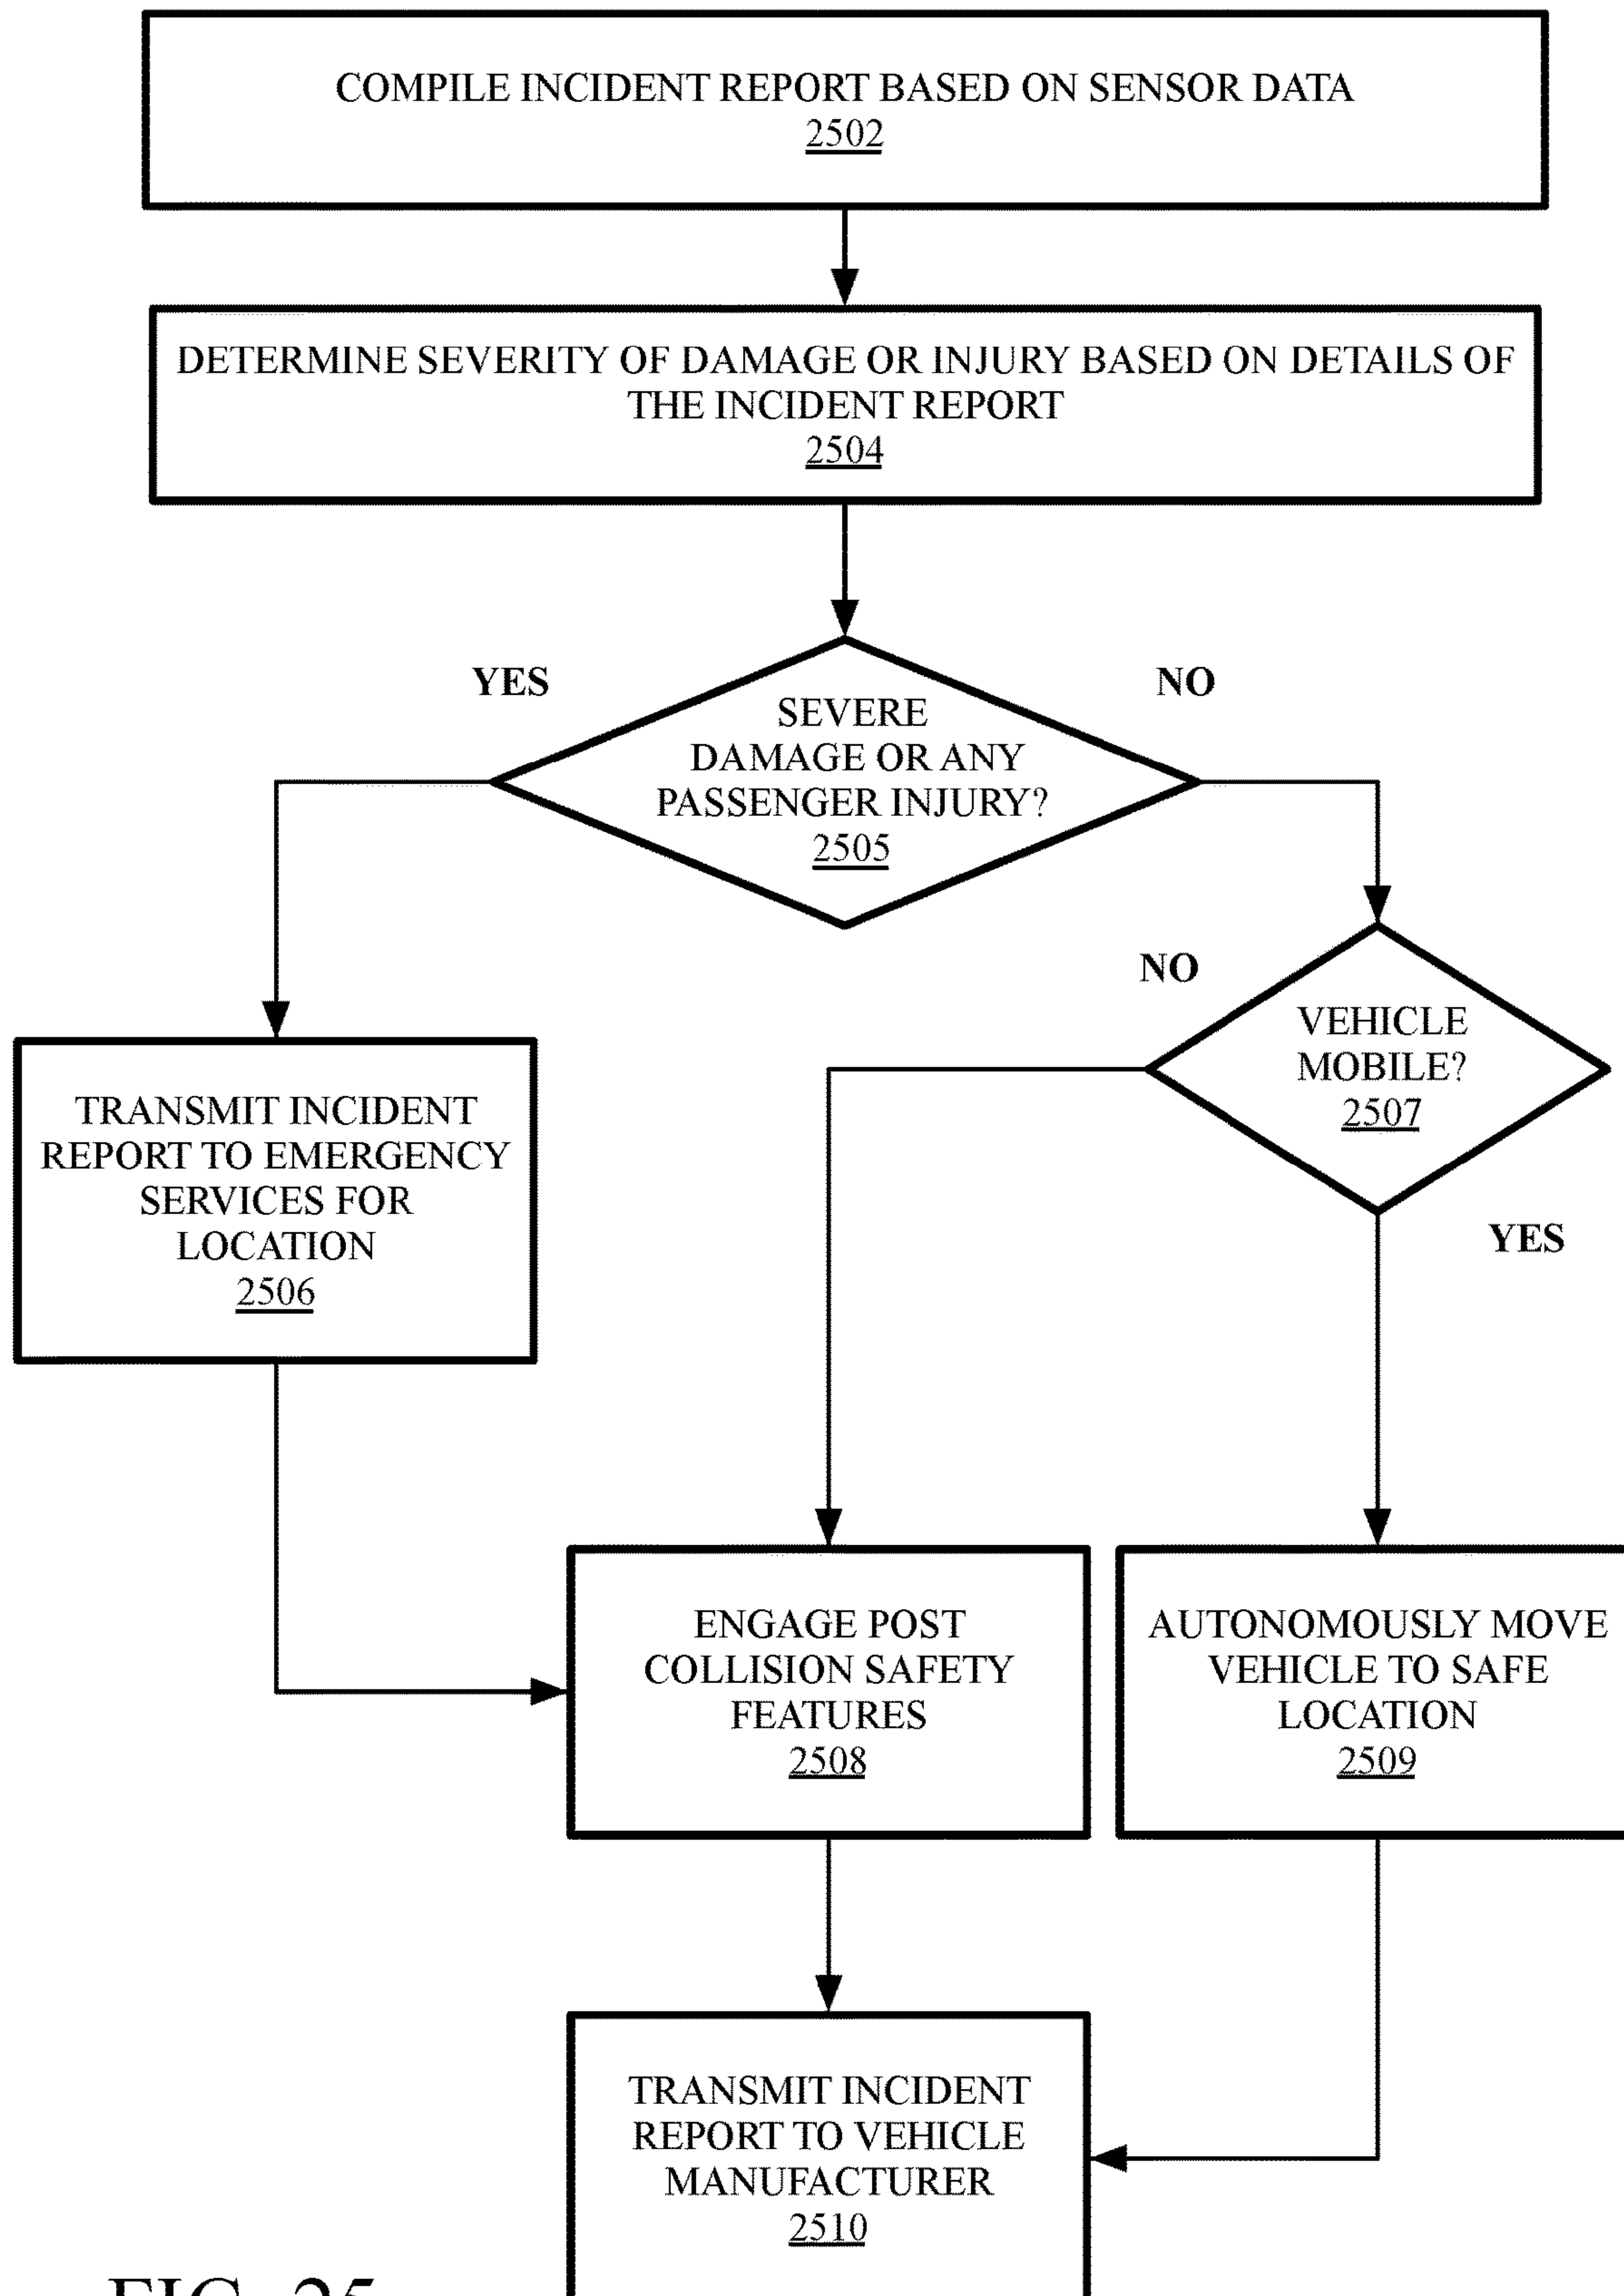 COMPILE INCIDENT REPORT BASED ON SENSOR DATA
2502
DETERMINE SEVERITY OF DAMAGE OR INJURY BASED ON DETAILS OF
THE INCIDENT REPORT
2504
YES
NO
SEVERE
DAMAGE OR ANY
PASSENGER INJURY?
2505
NO
VEHICLE
MOBILE?
2507
YES
TRANSMIT INCIDENT
REPORT TO EMERGENCY
SERVICES FOR
LOCATION
2506
ENGAGE POST
COLLISION SAFETY
FEATURES
2508
AUTONOMOUSLY MOVE
VEHICLE TO SAFE
LOCATION
2509
TRANSMIT INCIDENT
REPORT TO VEHICLE
MANUFACTURER
2510
FIG. 25